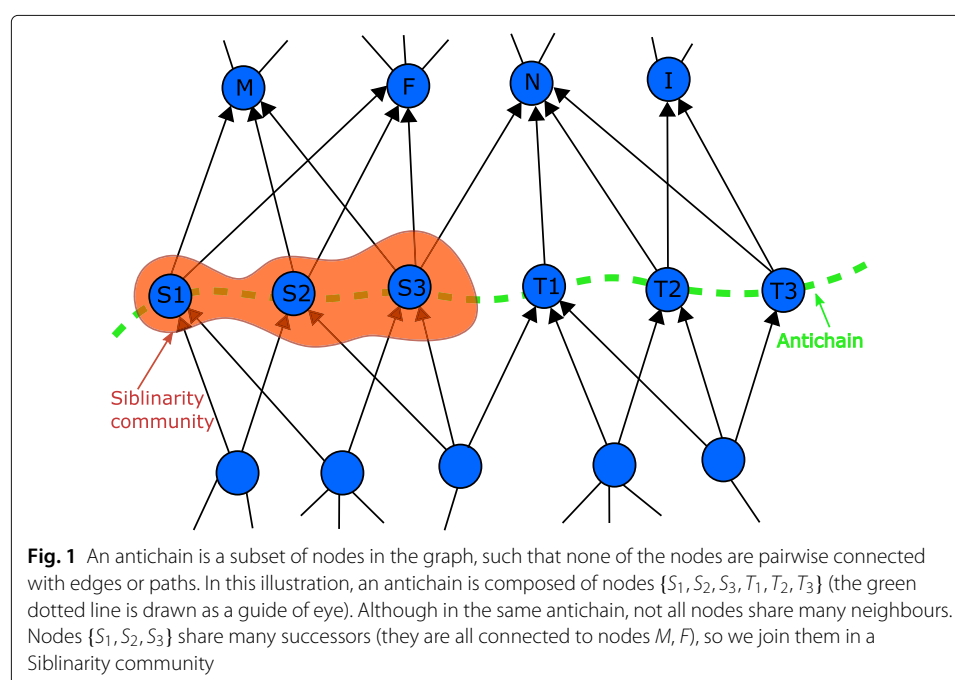 M F N I
S1 S2 S3 T1 T2 T3
Antichain
Siblinarity
community
Fig. 1 An antichain is a subset of nodes in the graph, such that none of the nodes are pairwise connected
with edges or paths. In this illustration, an antichain is composed of nodes {S1, S2, S3, T1, T2, T3} (the green
dotted line is drawn as a guide of eye). Although in the same antichain, not all nodes share many neighbours.
Nodes {S1, S2, S3} share many successors (they are all connected to nodes M, F), so we join them in a
Siblinarity community